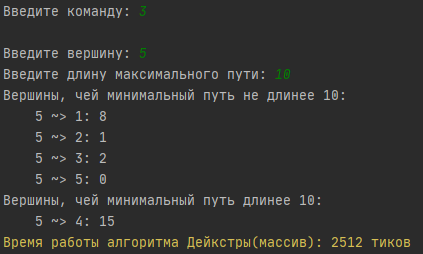 Введите команду: 3
Введите вершину: 5
Введите длину максимального пути: 10
Вершины, чей минимальный путь не длинее 10:
5 ~> 1: 8
5 ~> 2: 1
5 ~> 3: 2
5 ~> 5: 0
Вершины, чей минимальный путь длинее 10:
5 ~> 4: 15
Время работы алгоритма Дейкстры(массив): 2512 тиков